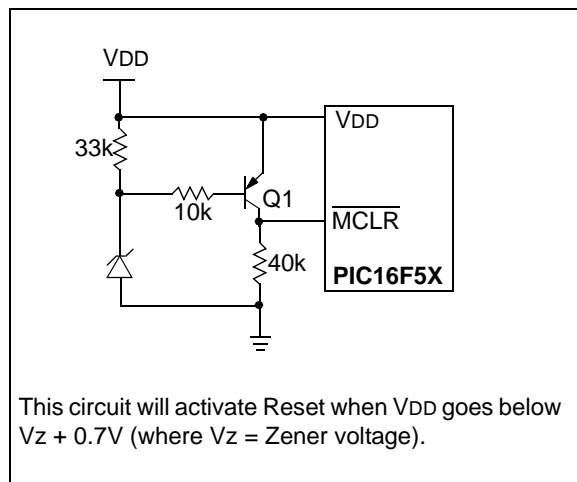 VDD
VDD
33k
10k
Q1
MCLR
40k
PIC16F5X
This circuit will activate Reset when VDD goes below
Vz + 0.7V (where Vz = Zener voltage).